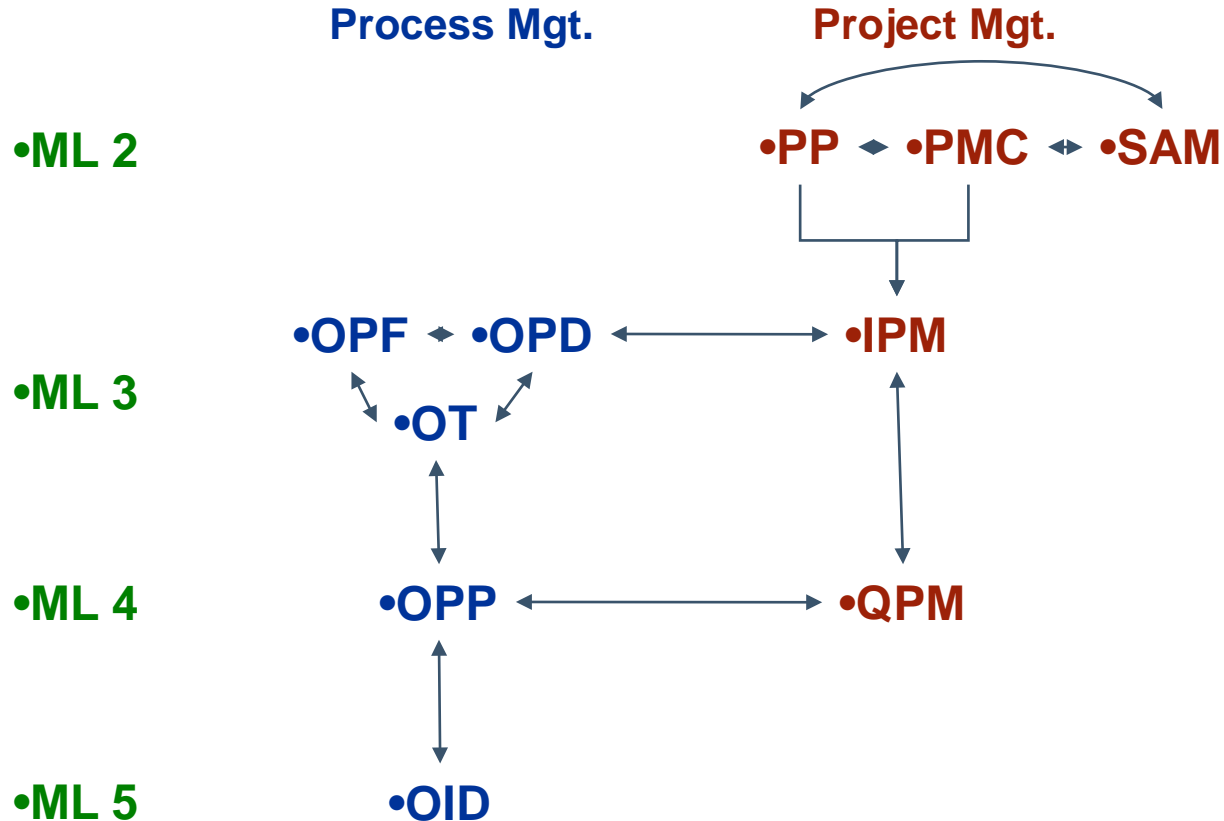 Process Mgt. Project Mgt.
•ML 2 •PP •PMC •SAM
•OPF •OPD •IPM
•ML 3
•OT
•ML 4 •OPP •QPM
•ML 5 •OID